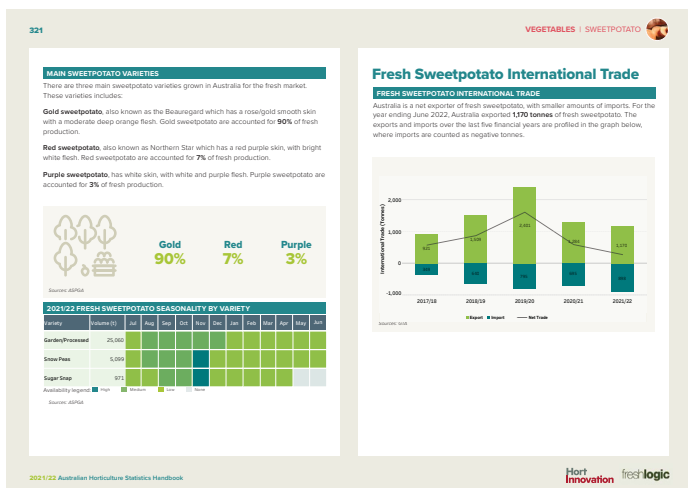 321
VEGETABLES | SWEETPOTATO
MAIN SWEETPOTATO VARIETIES
There are three main sweetpotato varieties grown in Australia for the fresh market.
These varieties includes:
Gold sweetpotato, also known as the Beauregard which has a rose/gold smooth skin
with a moderate deep orange flesh. Gold sweetpotato are accounted for 90% of fresh
production.
Red sweetpotato, also known as Northern Star which has a red purple skin, with bright
white flesh. Red sweetpotato are accounted for 7% of fresh production.
Purple sweetpotato, has white skin, with white and purple flesh. Purple sweetpotato are
accounted for 3% of fresh production.
Gold Red Purple
90% 7% 3%
Sources: ASPGA
2021/22 FRESH SWEETPOTATO SEASONALITY BY VARIETY
Variety Volume (t) Jul Aug Sep Oct Nov Dec Jan Feb Mar Apr May Jun
Garden/Processed 25,060
Snow Peas 5,099
Sugar Snap 971
Availability legend: High Medium Low None
Sources: ASPGA
Fresh Sweetpotato International Trade
FRESH SWEETPOTATO INTERNATIONAL TRADE
Australia is a net exporter of fresh sweetpotato, with smaller amounts of imports. For the
year ending June 2022, Australia exported 1,170 tonnes of fresh sweetpotato. The
exports and imports over the last five financial years are profiled in the graph below,
where imports are counted as negative tonnes.
International Trade (Tonnes)
2,000
1,000
0
-1,000
1,170
2017/18 2018/19 2019/20 2020/21 2021/22
Export Import Net Trade
Sources: GTA
2021/22 Australian Horticulture Statistics Handbook
Hort
Innovation
freshlogic